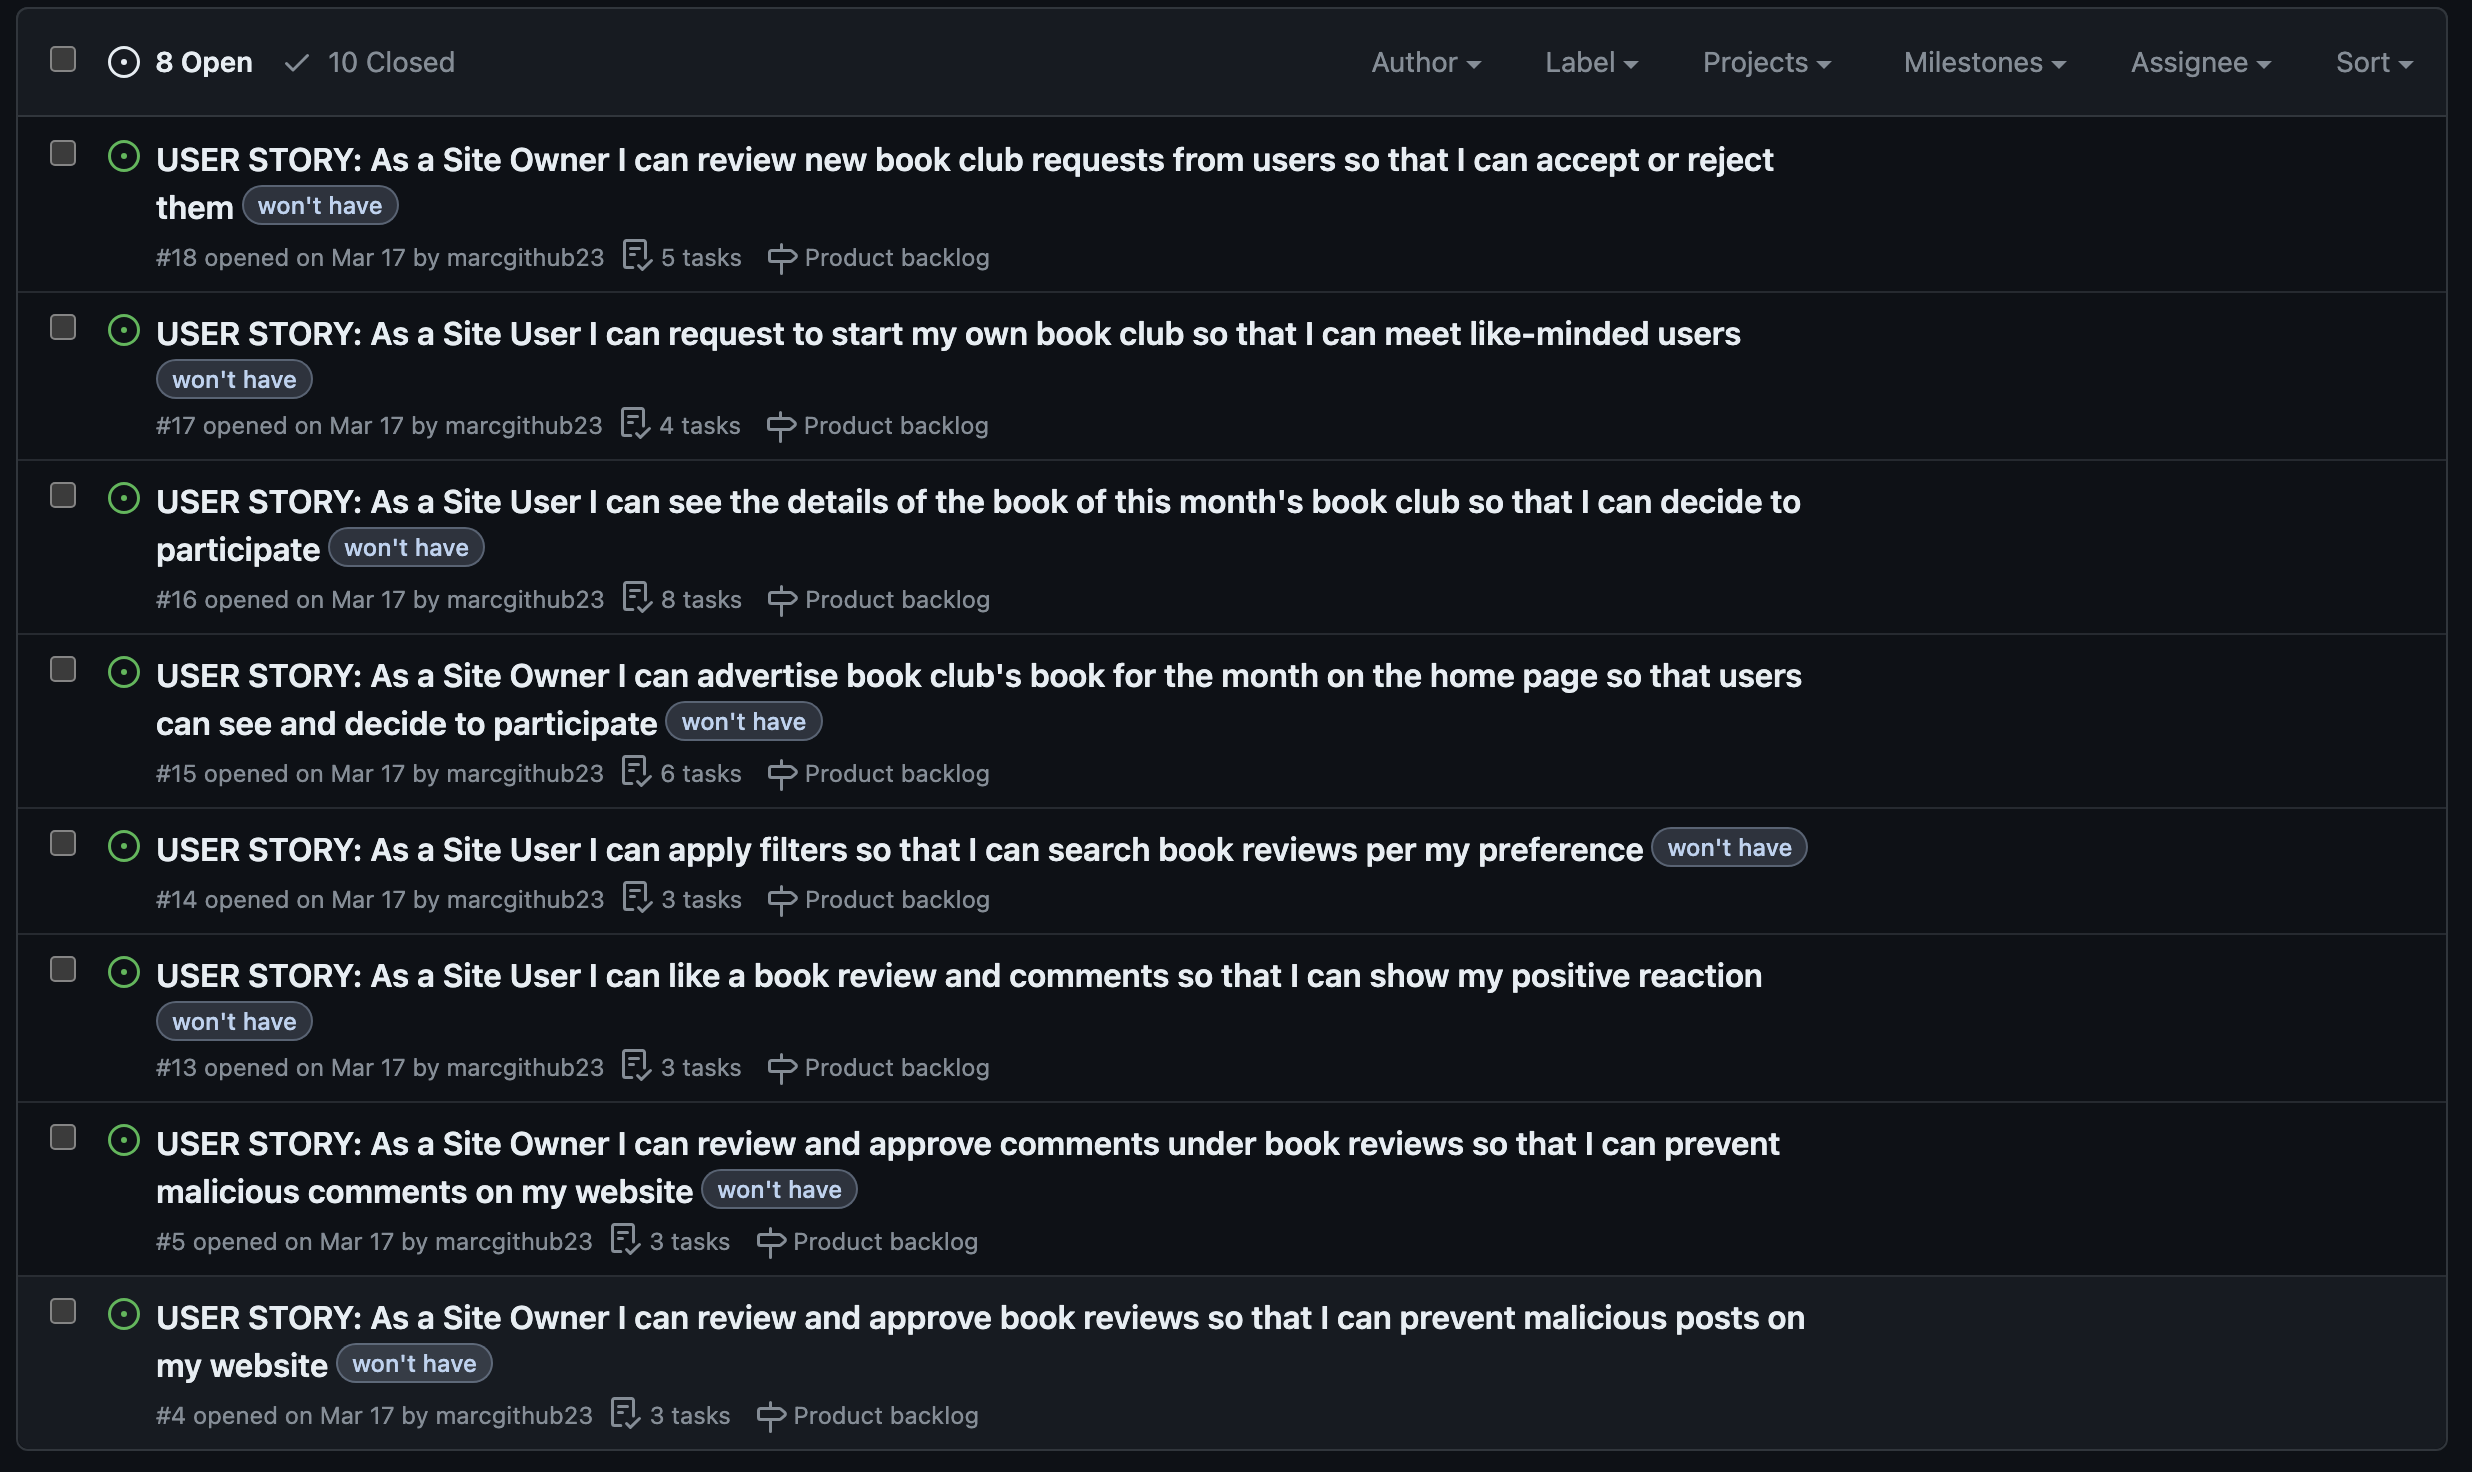 8 Open 10 Closed Author Label Projects Milestones Assignee Sort
USER STORY: As a Site Owner I can review new book club requests from users so that I can accept or reject
them won't have
#18 opened on Mar 17 by marcgithub23 5 tasks Product backlog
USER STORY: As a Site User I can request to start my own book club so that I can meet like-minded users
won't have
#17 opened on Mar 17 by marcgithub23 4 tasks Product backlog
USER STORY: As a Site User I can see the details of the book of this month's book club so that I can decide to
participate won't have
#16 opened on Mar 17 by marcgithub23 8 tasks Product backlog
USER STORY: As a Site Owner I can advertise book club's book for the month on the home page so that users
can see and decide to participate won't have
#15 opened on Mar 17 by marcgithub23 6 tasks Product backlog
USER STORY: As a Site User I can apply filters so that I can search book reviews per my preference won't have
#14 opened on Mar 17 by marcgithub23 3 tasks Product backlog
USER STORY: As a Site User I can like a book review and comments so that I can show my positive reaction
won't have
#13 opened on Mar 17 by marcgithub23 3 tasks Product backlog
USER STORY: As a Site Owner I can review and approve comments under book reviews so that I can prevent
malicious comments on my website won't have
#5 opened on Mar 17 by marcgithub23 3 tasks Product backlog
USER STORY: As a Site Owner I can review and approve book reviews so that I can prevent malicious posts on
my website won't have
#4 opened on Mar 17 by marcgithub23 3 tasks Product backlog